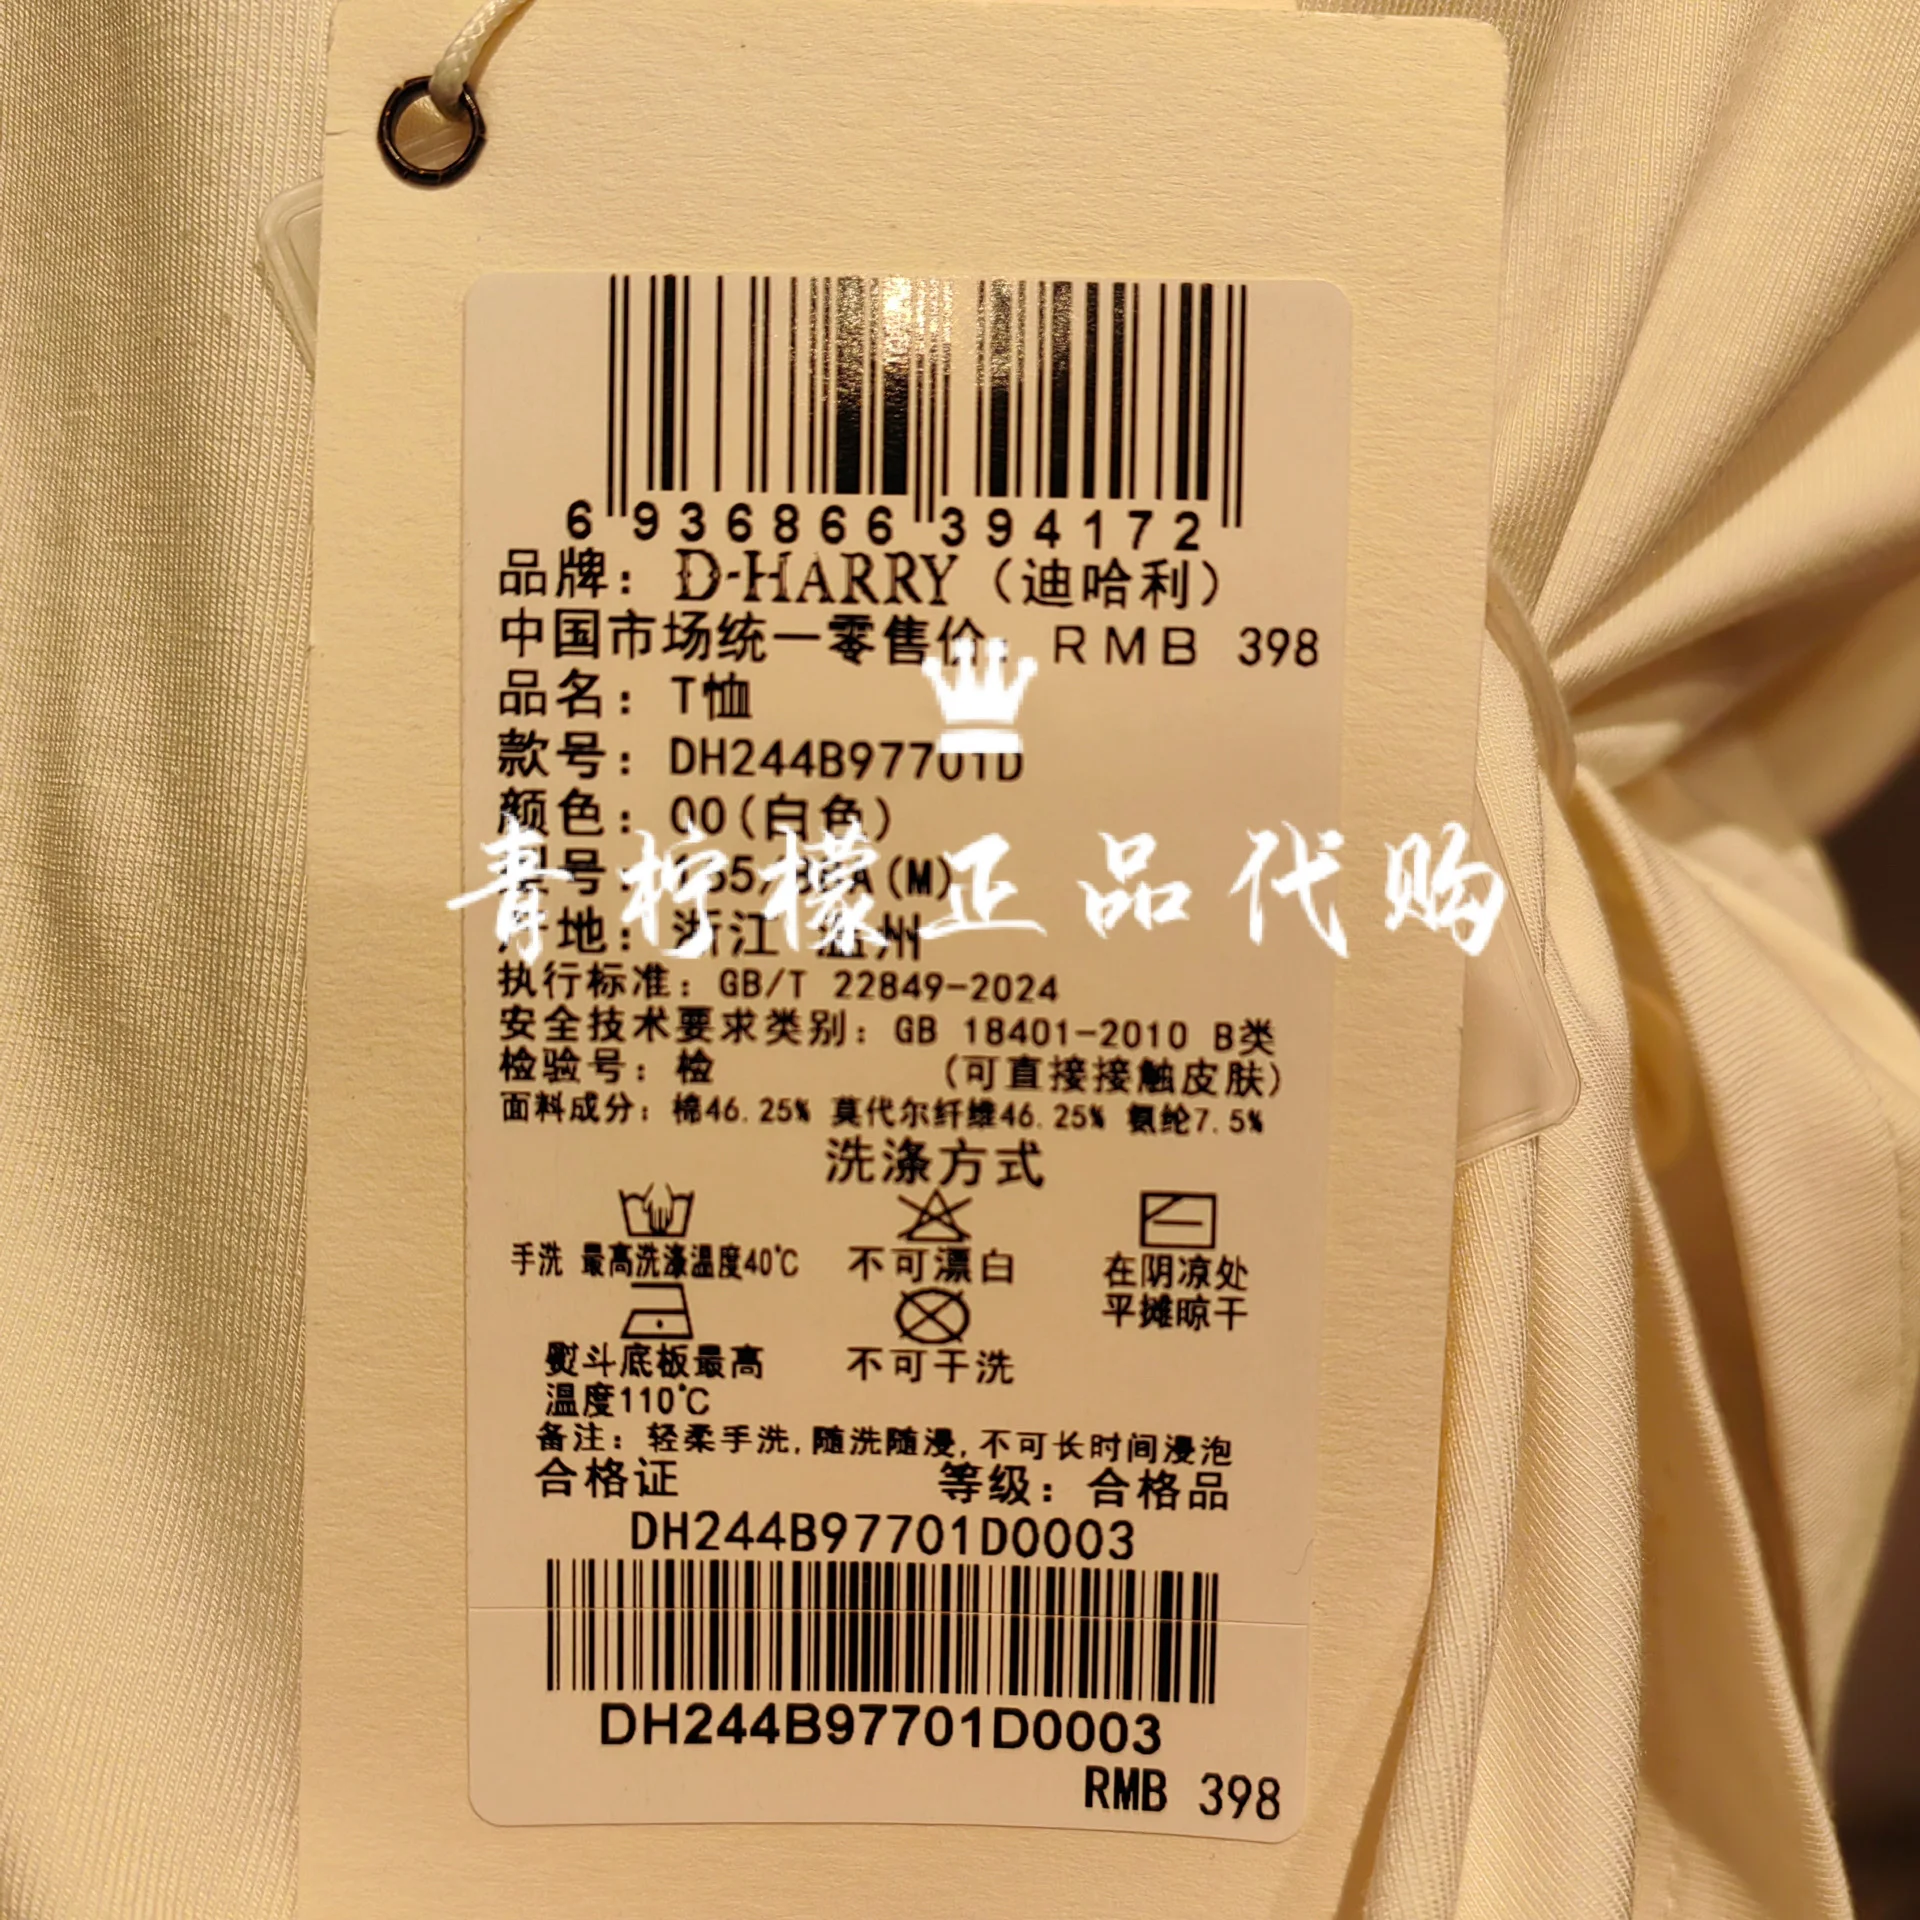 6 936866 394172
品牌：D-HARRY（迪哈利）
中国市场统一零售价：RMB 398
品名：T恤
款号：DH244B97701D
颜色：00(白色)
青柠檬正品代购
号： A(M)
地：浙江 温州
执行标准：GB/T 22849-2024
安全技术要求类别：GB 18401-2010 B类
检验号：检 (可直接接触皮肤)
面料成分：棉46.25% 莫代尔纤维46.25% 氨纶7.5%
洗涤方式
手洗 最高洗涤温度40℃
不可漂白
在阴凉处
平摊晾干
熨斗底板最高
温度110℃
不可干洗
备注：轻柔手洗,随洗随浸,不可长时间浸泡
合格证 等级：合格品
DH244B97701D0003
DH244B97701D0003
RMB 398